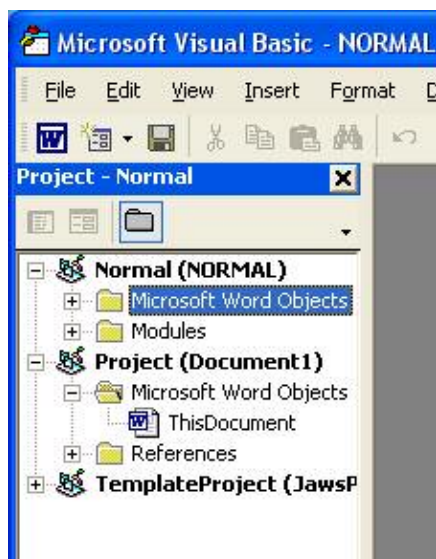 Microsoft Visual Basic - NORMAL
File Edit View Insert Format
Project - Normal
Normal (NORMAL)
Microsoft Word Objects
Modules
Project (Document1)
Microsoft Word Objects
ThisDocument
References
TemplateProject (JawsP